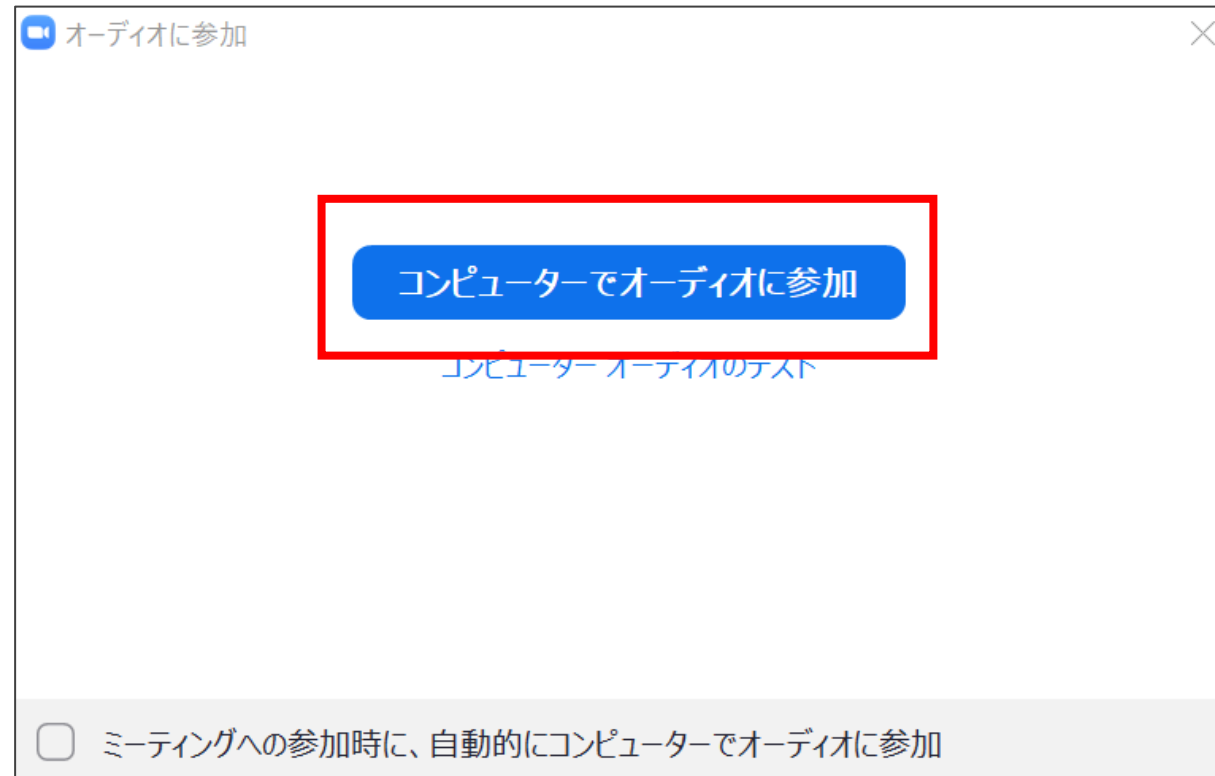 オーディオに参加
コンピューターでオーディオに参加
コンピューター オーディオのテスト
ミーティングへの参加時に、自動的にコンピューターでオーディオに参加